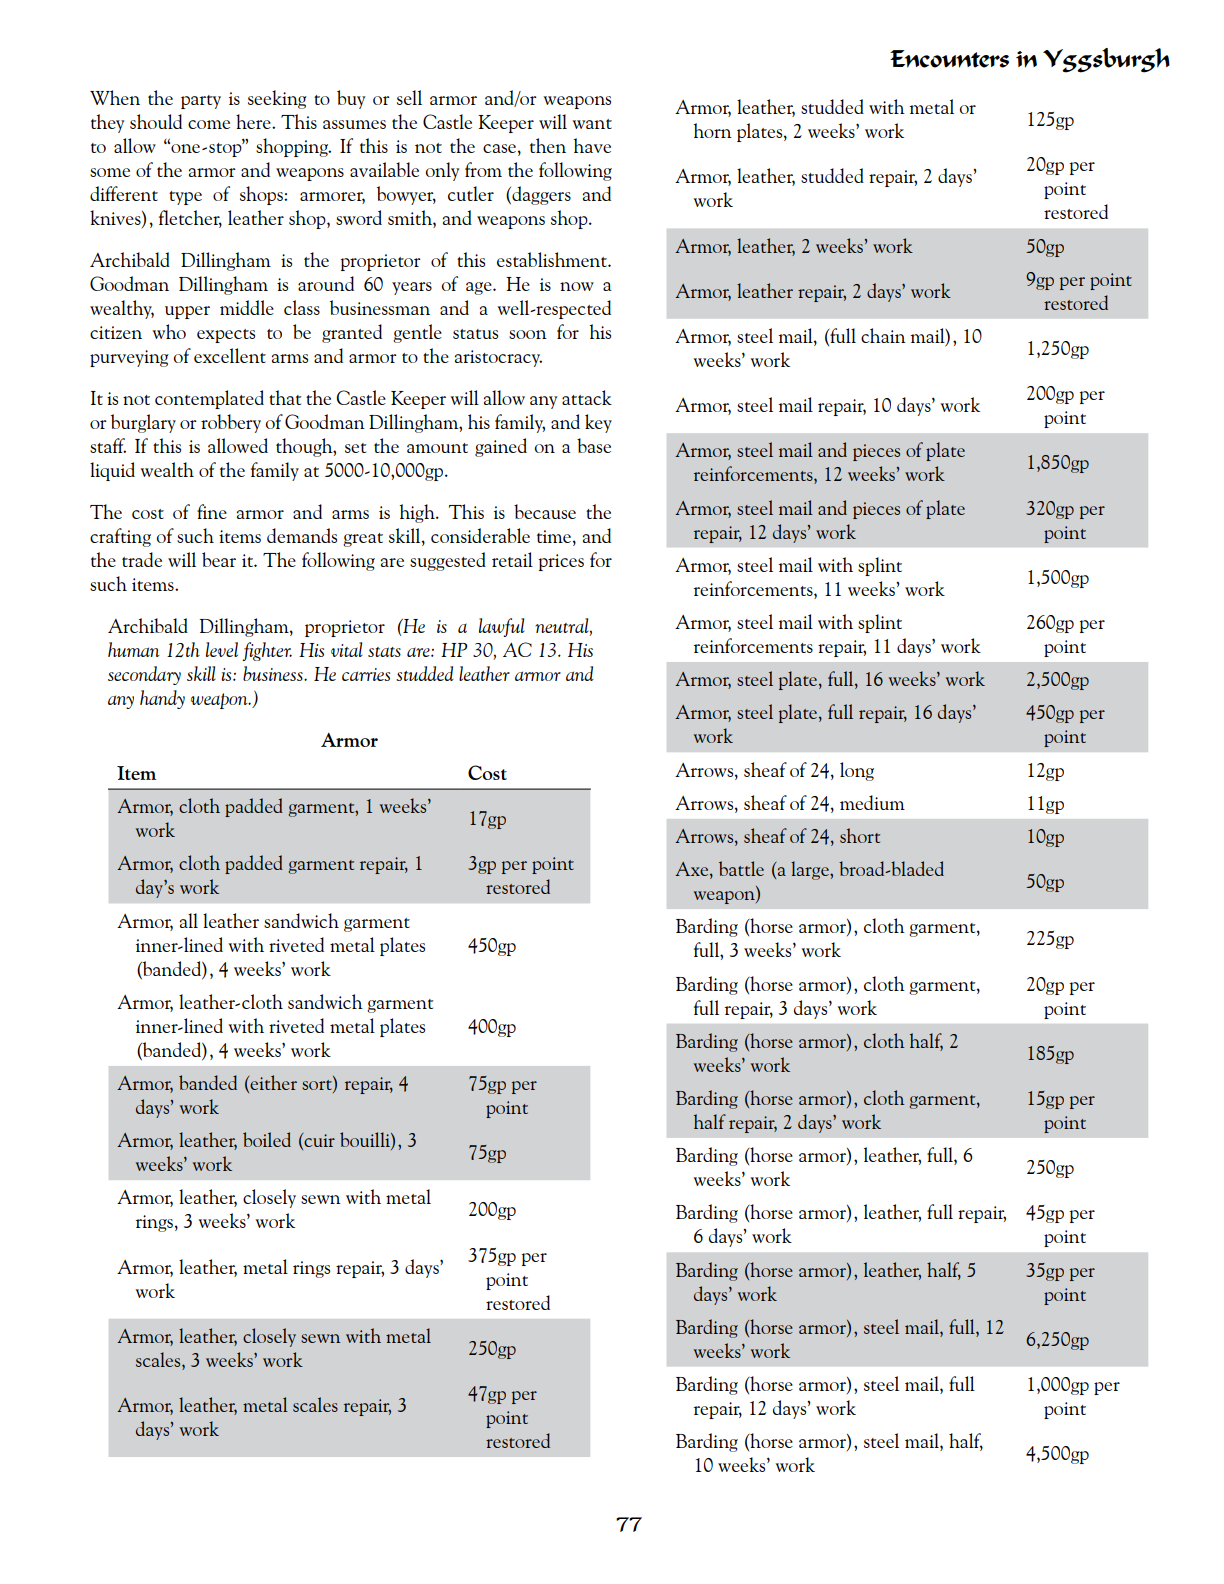 Encounters in Yggsburgh
When the party is seeking to buy or sell armor and/or weapons
they should come here. This assumes the Castle Keeper will want
to allow “one-stop” shopping. If this is not the case, then have
some of the armor and weapons available only from the following
different type of shops: armorer, bowyer, cutler (daggers and
knives), fletcher, leather shop, sword smith, and weapons shop.
Archibald Dillingham is the proprietor of this establishment.
Goodman Dillingham is around 60 years of age. He is now a
wealthy, upper middle class businessman and a well-respected
citizen who expects to be granted gentle status soon for his
purveying of excellent arms and armor to the aristocracy.
It is not contemplated that the Castle Keeper will allow any attack
or burglary or robbery of Goodman Dillingham, his family, and key
staff. If this is allowed though, set the amount gained on a base
liquid wealth of the family at 5000-10,000gp.
The cost of fine armor and arms is high. This is because the
crafting of such items demands great skill, considerable time, and
the trade will bear it. The following are suggested retail prices for
such items.
Archibald Dillingham, proprietor (He is a lawful neutral,
human 12th level fighter. His vital stats are: HP 30, AC 13. His
secondary skill is: business. He carries studded leather armor and
any handy weapon.)
Armor
Item Cost
Armor, cloth padded garment, 1 weeks’
work
17gp
Armor, cloth padded garment repair, 1
day’s work
3gp per point
restored
Armor, all leather sandwich garment
inner-lined with riveted metal plates
(banded), 4 weeks’ work
450gp
Armor, leather-cloth sandwich garment
inner-lined with riveted metal plates
(banded), 4 weeks’ work
400gp
Armor, banded (either sort) repair, 4
days’ work
75gp per
point
Armor, leather, boiled (cuir bouilli), 3
weeks’ work
75gp
Armor, leather, closely sewn with metal
rings, 3 weeks’ work
200gp
Armor, leather, metal rings repair, 3 days’
work
375gp per
point
restored
Armor, leather, closely sewn with metal
scales, 3 weeks’ work
250gp
Armor, leather, metal scales repair, 3
days’ work
47gp per
point
restored
Armor, leather, studded with metal or
horn plates, 2 weeks’ work
125gp
Armor, leather, studded repair, 2 days’
work
20gp per
point
restored
Armor, leather, 2 weeks’ work 50gp
Armor, leather repair, 2 days’ work
9gp per point
restored
Armor, steel mail, (full chain mail), 10
weeks’ work
1,250gp
Armor, steel mail repair, 10 days’ work
200gp per
point
Armor, steel mail and pieces of plate
reinforcements, 12 weeks’ work
1,850gp
Armor, steel mail and pieces of plate
repair, 12 days’ work
320gp per
point
Armor, steel mail with splint
reinforcements, 11 weeks’ work
1,500gp
Armor, steel mail with splint
reinforcements repair, 11 days’ work
260gp per
point
Armor, steel plate, full, 16 weeks’ work 2,500gp
Armor, steel plate, full repair, 16 days’
work
450gp per
point
Arrows, sheaf of 24, long 12gp
Arrows, sheaf of 24, medium 11gp
Arrows, sheaf of 24, short 10gp
Axe, battle (a large, broad-bladed
weapon)
50gp
Barding (horse armor), cloth garment,
full, 3 weeks’ work
225gp
Barding (horse armor), cloth garment,
full repair, 3 days’ work
20gp per
point
Barding (horse armor), cloth half, 2
weeks’ work
185gp
Barding (horse armor), cloth garment,
half repair, 2 days’ work
15gp per
point
Barding (horse armor), leather, full, 6
weeks’ work
250gp
Barding (horse armor), leather, full repair,
6 days’ work
45gp per
point
Barding (horse armor), leather, half, 5
days’ work
35gp per
point
Barding (horse armor), steel mail, full, 12
weeks’ work
6,250gp
Barding (horse armor), steel mail, full
repair, 12 days’ work
1,000gp per
point
Barding (horse armor), steel mail, half,
10 weeks’ work
4,500gp
77